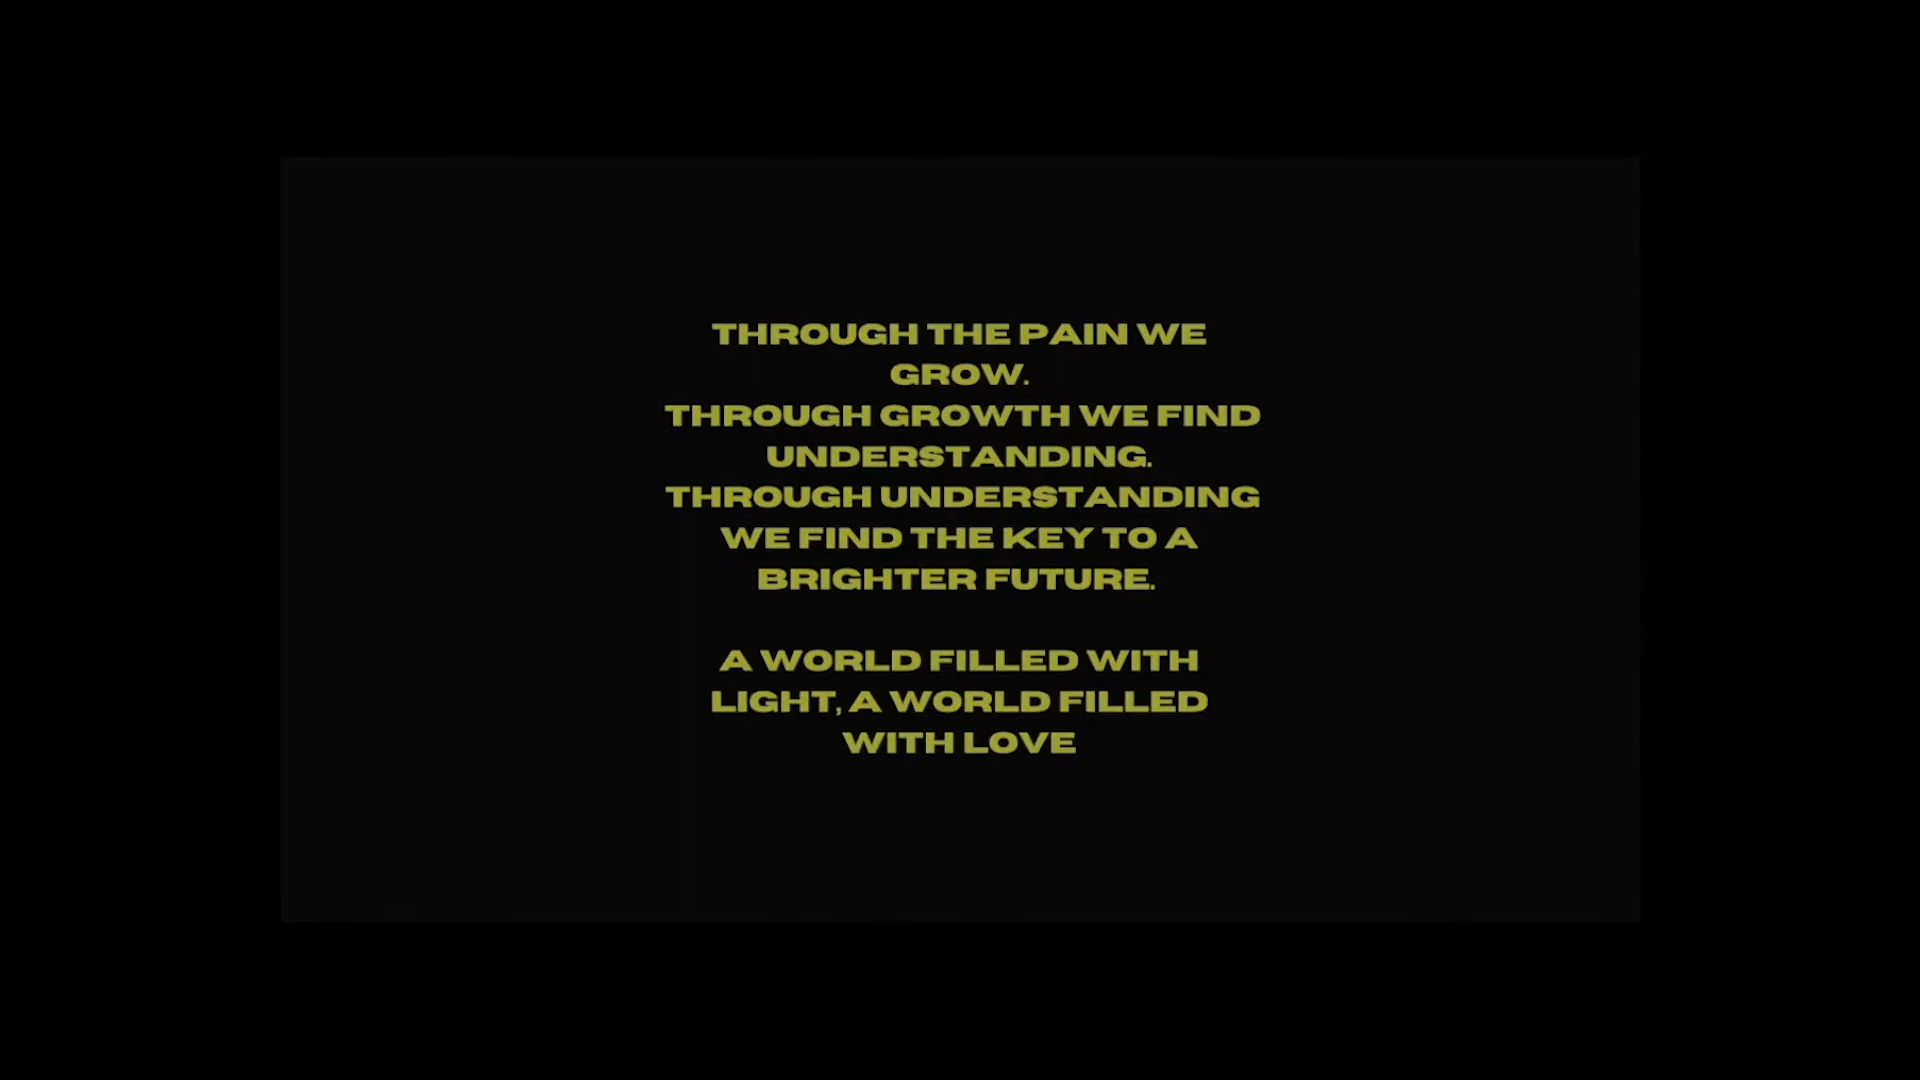 THROUGH THE PAIN WE
GROW.
THROUGH GROWTH WE FIND
UNDERSTANDING.
THROUGH UNDERSTANDING
WE FIND THE KEY TO A
BRIGHTER FUTURE.
A WORLD FILLED WITH
LIGHT, A WORLD FILLED
WITH LOVE